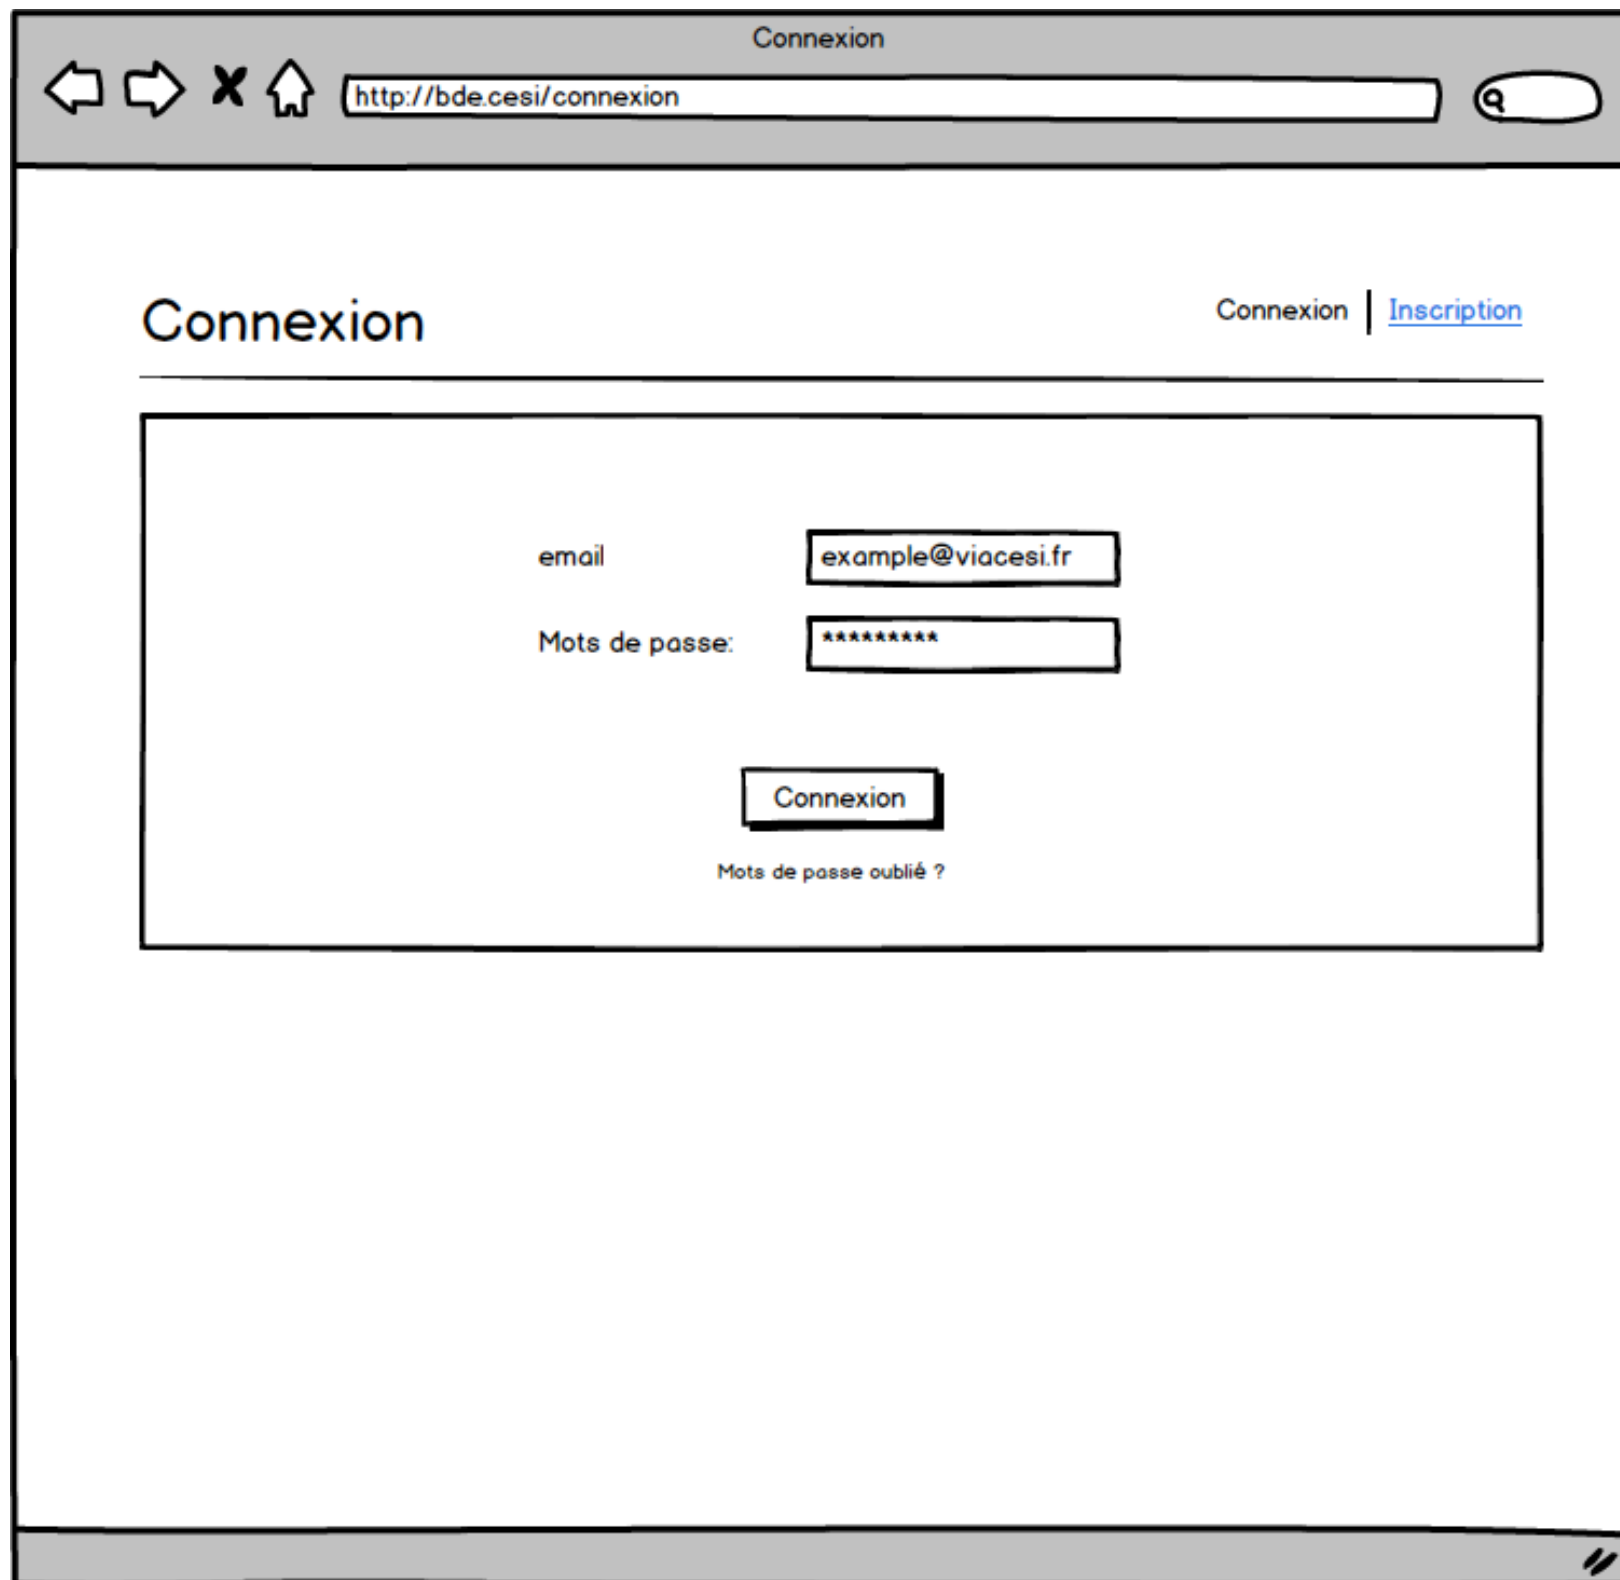 Connexion
http://bde.cesi/connexion
Connexion
Connexion
Inscription
email
example@viacesi.fr
Mots de passe:
*********
Connexion
Mots de passe oublié ?